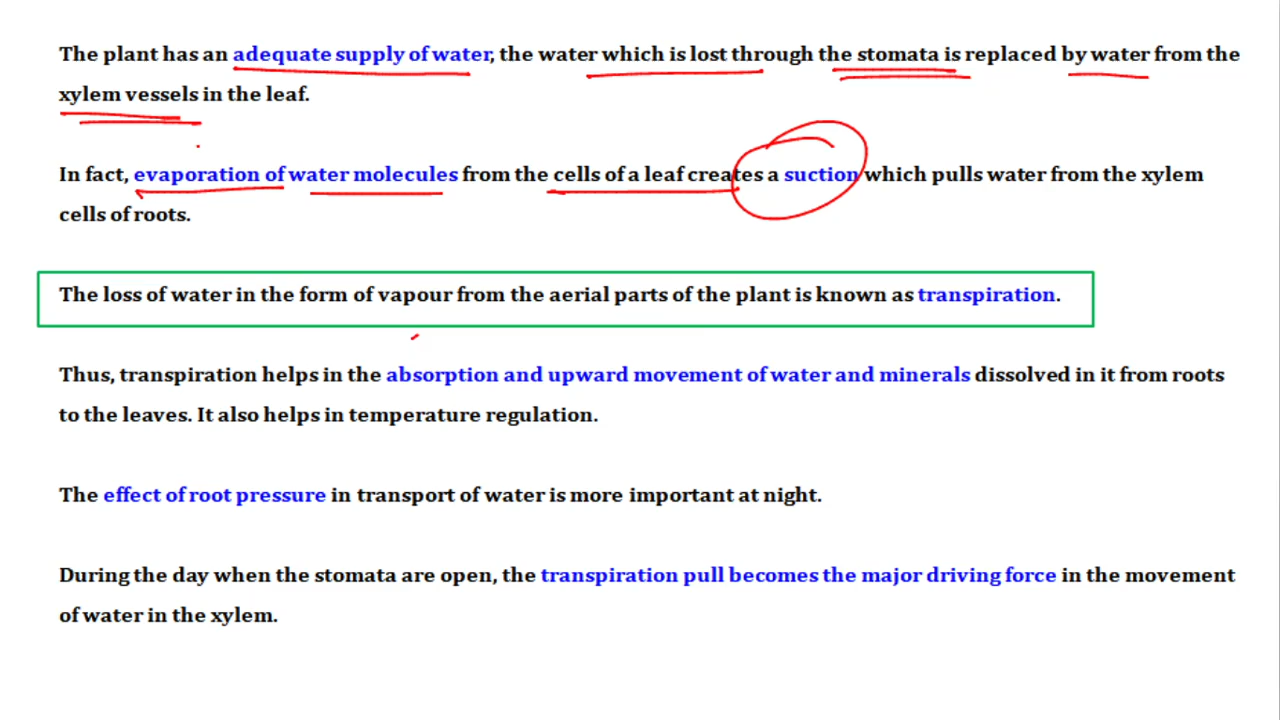 The plant has an adequate supply of water, the water which is lost through the stomata is replaced by water from the
xylem vessels in the leaf.
In fact, evaporation of water molecules from the cells of a leaf creates a suction which pulls water from the xylem
cells of roots.
The loss of water in the form of vapour from the aerial parts of the plant is known as transpiration.
Thus, transpiration helps in the absorption and upward movement of water and minerals dissolved in it from roots
to the leaves. It also helps in temperature regulation.
The effect of root pressure in transport of water is more important at night.
During the day when the stomata are open, the transpiration pull becomes the major driving force in the movement
of water in the xylem.